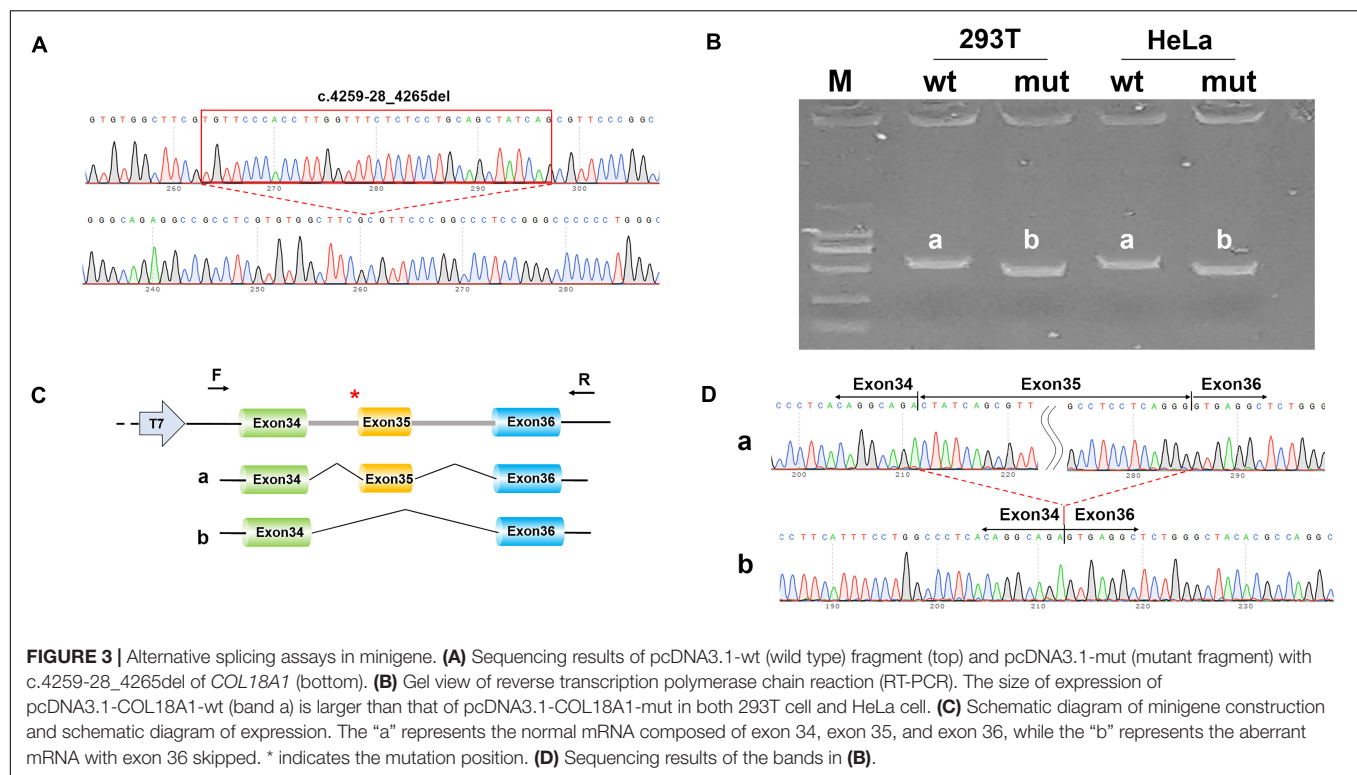 A
c.4259-28_4265del
GTGTGGCTTCGTGTTCCCACCTTGGTTTCTCTCCTGCAGCTATCAGCGTTCCCGGC
260 270 280 290 300
GGGCAGAGGCCGCCTCGTGTGGCTTCGCGTTCCCGGCCCTCCGGGCCCCCCTGGGC
240 250 260 270 280
B
293T HeLa
M wt mut wt mut
a b a b
C
F R
*
T7 Exon34 Exon35 Exon36
a Exon34 Exon35 Exon36
b Exon34 Exon36
D
Exon34 Exon35 Exon36
CCCTCACAGGCAGACTATCAGCGTT GCCTCCTCAGGGGTGAGGCTCTGGG
a
200 210 220 280 290
Exon34 Exon36
CCTTCATTTCCTGGCCCTCACAGGCAGAGTGAGGCTCTGGGCTACACGCCAGGC
b
190 200 210 220 230
FIGURE 3 | Alternative splicing assays in minigene. (A) Sequencing results of pcDNA3.1-wt (wild type) fragment (top) and pcDNA3.1-mut (mutant fragment) with
c.4259-28_4265del of COL18A1 (bottom). (B) Gel view of reverse transcription polymerase chain reaction (RT-PCR). The size of expression of
pcDNA3.1-COL18A1-wt (band a) is larger than that of pcDNA3.1-COL18A1-mut in both 293T cell and HeLa cell. (C) Schematic diagram of minigene construction
and schematic diagram of expression. The “a” represents the normal mRNA composed of exon 34, exon 35, and exon 36, while the “b” represents the aberrant
mRNA with exon 36 skipped. * indicates the mutation position. (D) Sequencing results of the bands in (B).